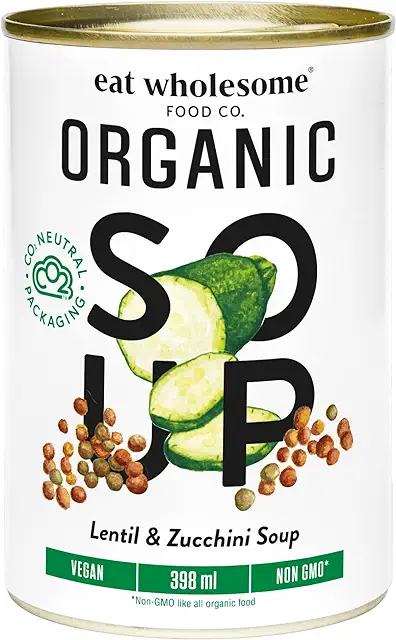 eat wholesome®
FOOD CO.
ORGANIC
SO
UP
CO₂ NEUTRAL
PACKAGING
CO2
Lentil & Zucchini Soup
VEGAN
398 ml
NON GMO*
*Non-GMO like all organic food